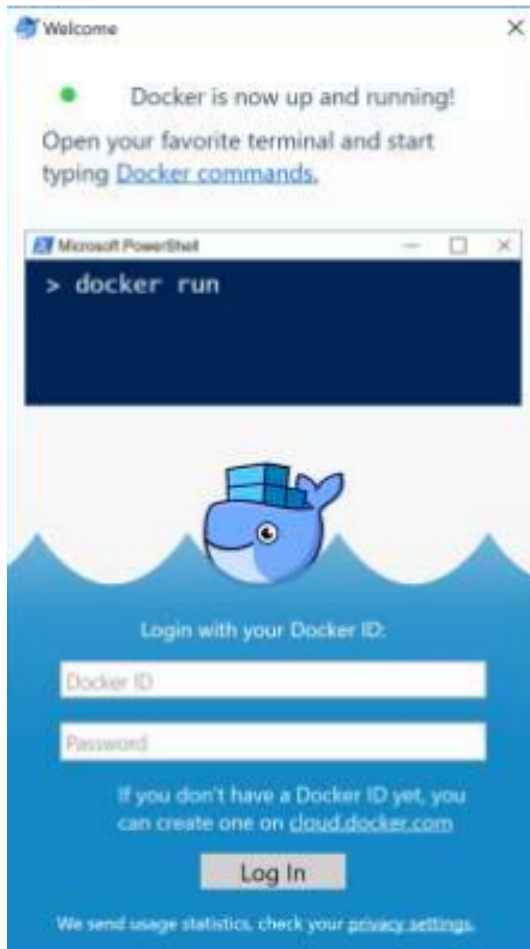 Welcome
Docker is now up and running!
Open your favorite terminal and start
typing Docker commands.
Microsoft PowerShell
> docker run
Login with your Docker ID:
Docker ID
Password
If you don't have a Docker ID yet, you
can create one on cloud.docker.com
Log In
We send usage statistics, check your privacy settings.